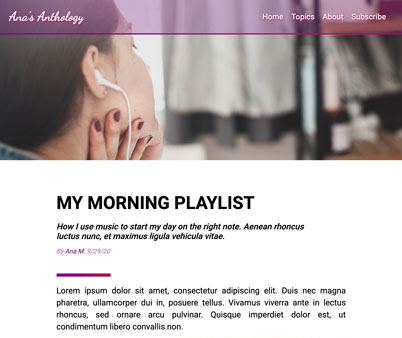 Ana's Anthology
Home Topics About Subscribe
MY MORNING PLAYLIST
How I use music to start my day on the right note. Aenean rhoncus
luctus nunc, et maximus ligula vehicula vitae.
By Ana M. 9/29/20
Lorem ipsum dolor sit amet, consectetur adipiscing elit. Duis nec magna
pharetra, ullamcorper dui in, posuere tellus. Vivamus viverra ante in lectus
rhoncus, sed ornare arcu pulvinar. Quisque imperdiet dolor est, ut
condimentum libero convallis non.